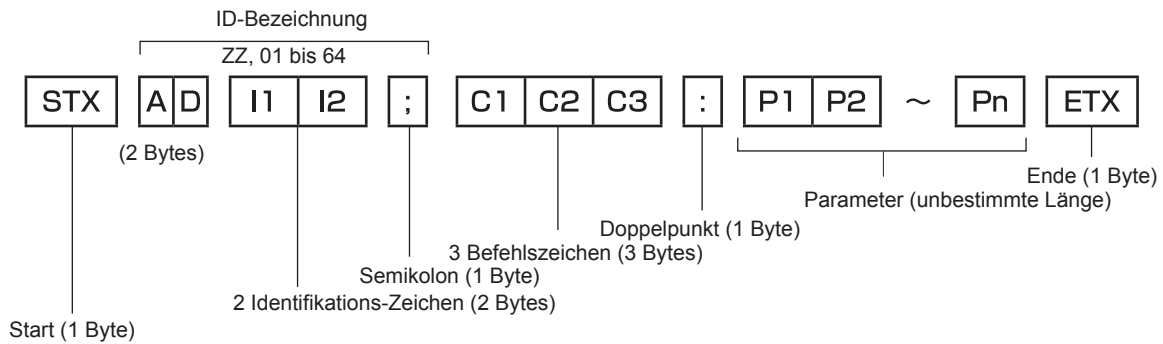 ID-Bezeichnung
ZZ, 01 bis 64
STX A D I1 I2 ; C1 C2 C3 : P1 P2 ～ Pn ETX
(2 Bytes)
Ende (1 Byte)
Parameter (unbestimmte Länge)
Doppelpunkt (1 Byte)
3 Befehlszeichen (3 Bytes)
Semikolon (1 Byte)
2 Identifikations-Zeichen (2 Bytes)
Start (1 Byte)